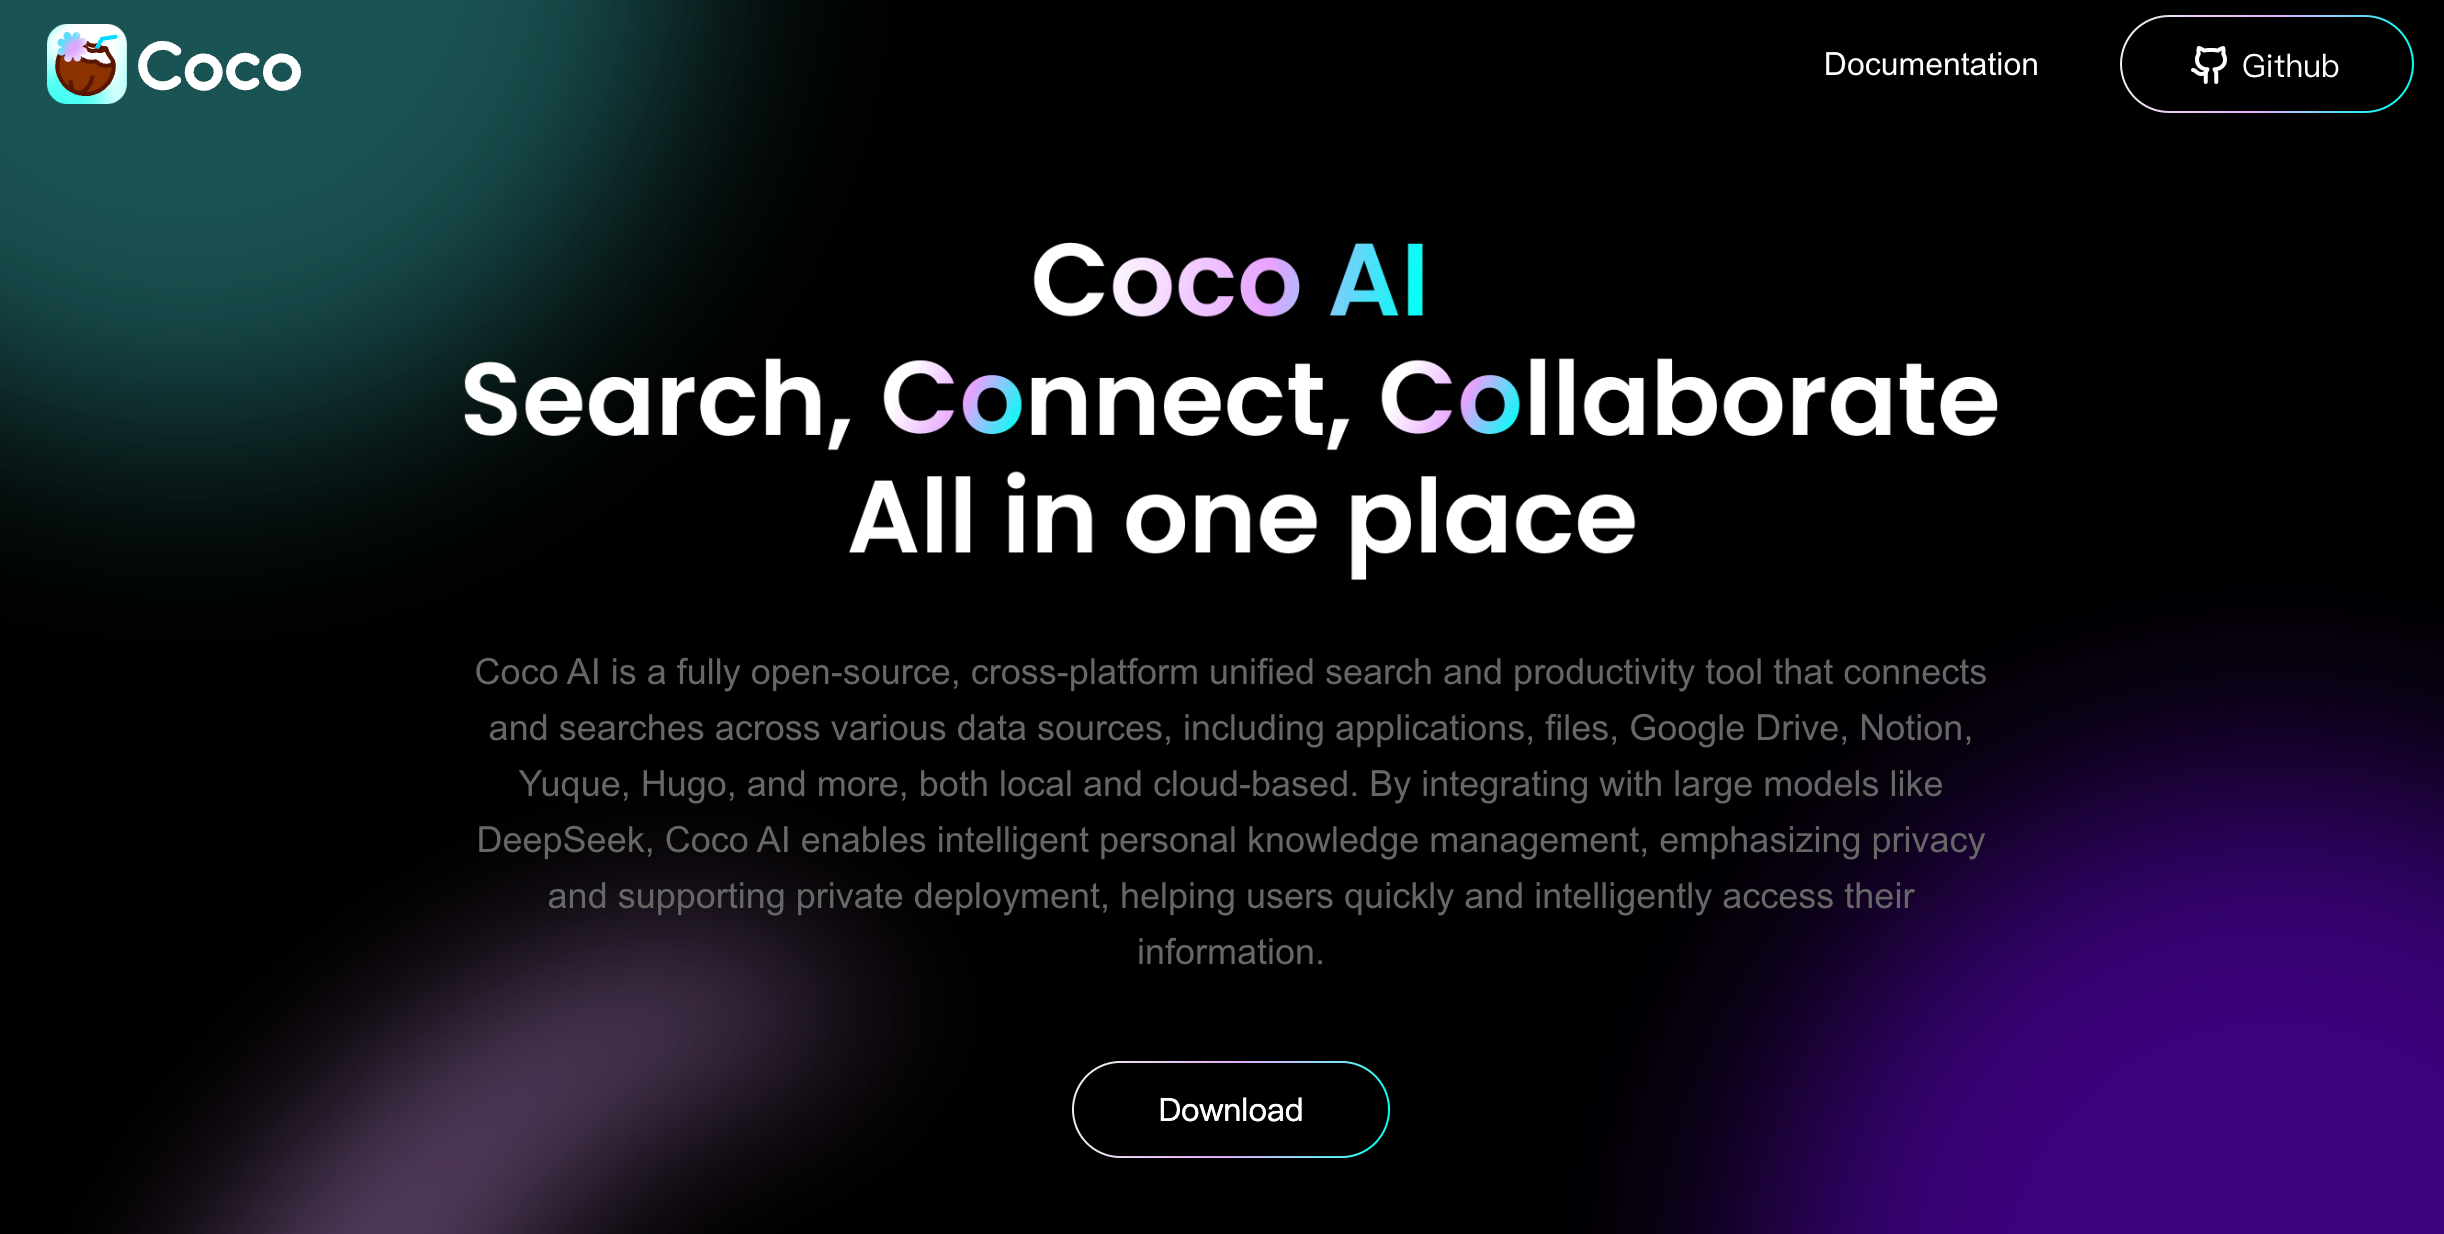 Coco
Documentation
Github
Coco AI
Search, Connect, Collaborate
All in one place
Coco AI is a fully open-source, cross-platform unified search and productivity tool that connects
and searches across various data sources, including applications, files, Google Drive, Notion,
Yuque, Hugo, and more, both local and cloud-based. By integrating with large models like
DeepSeek, Coco AI enables intelligent personal knowledge management, emphasizing privacy
and supporting private deployment, helping users quickly and intelligently access their
information.
Download